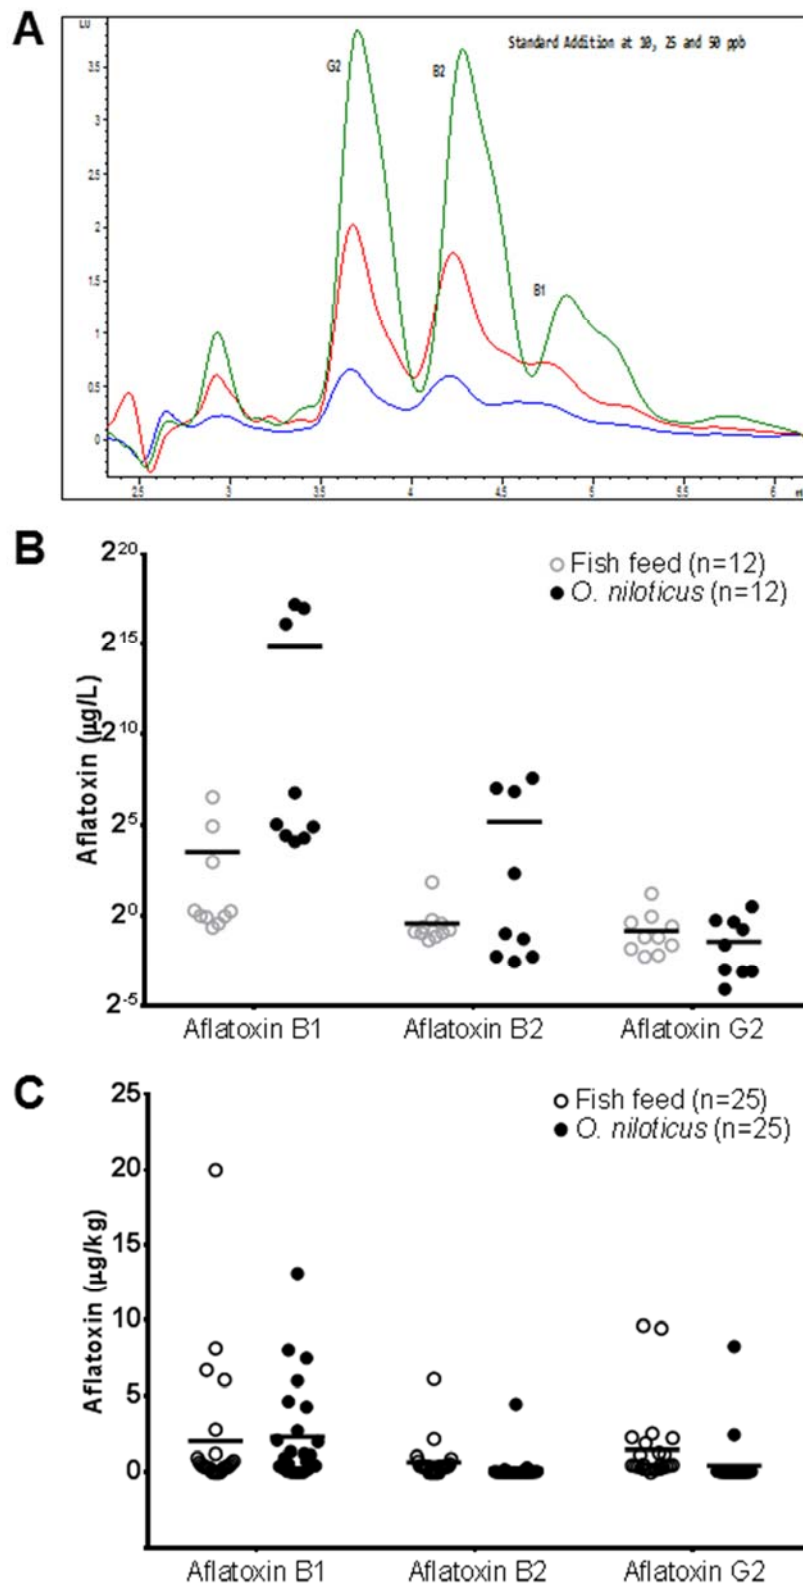 A
LU
Standard Addition at 10, 25 and 50 ppb
G2
B2
B1
3.5
3
2.5
2
1.5
1
0.5
0
2.5 3 3.5 4 4.5 5 5.5 6
B
Fish feed (n=12)
O. niloticus (n=12)
Aflatoxin (µg/L)
2^20
2^15
2^10
2^5
2^0
2^-5
Aflatoxin B1 Aflatoxin B2 Aflatoxin G2
C
Fish feed (n=25)
O. niloticus (n=25)
Aflatoxin (µg/kg)
25
20
15
10
5
0
Aflatoxin B1 Aflatoxin B2 Aflatoxin G2